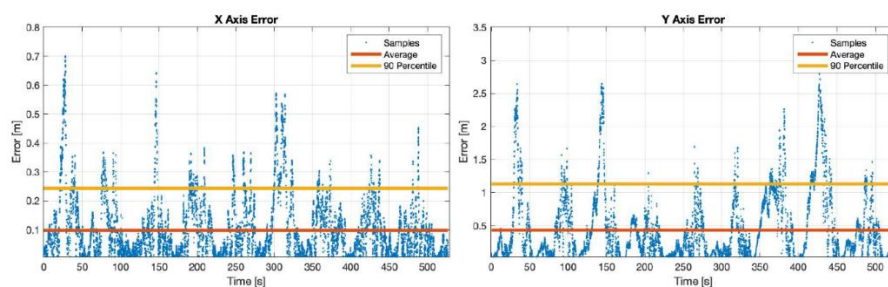 X Axis Error
0.8
0.7
0.6
0.5
0.4
0.3
0.2
0.1
Error [m]
Samples
Average
90 Percentile
0 50 100 150 200 250 300 350 400 450 500
Time [s]
Y Axis Error
3.5
3
2.5
2
1.5
1
0.5
Error [m]
Samples
Average
90 Percentile
0 50 100 150 200 250 300 350 400 450 500
Time [s]